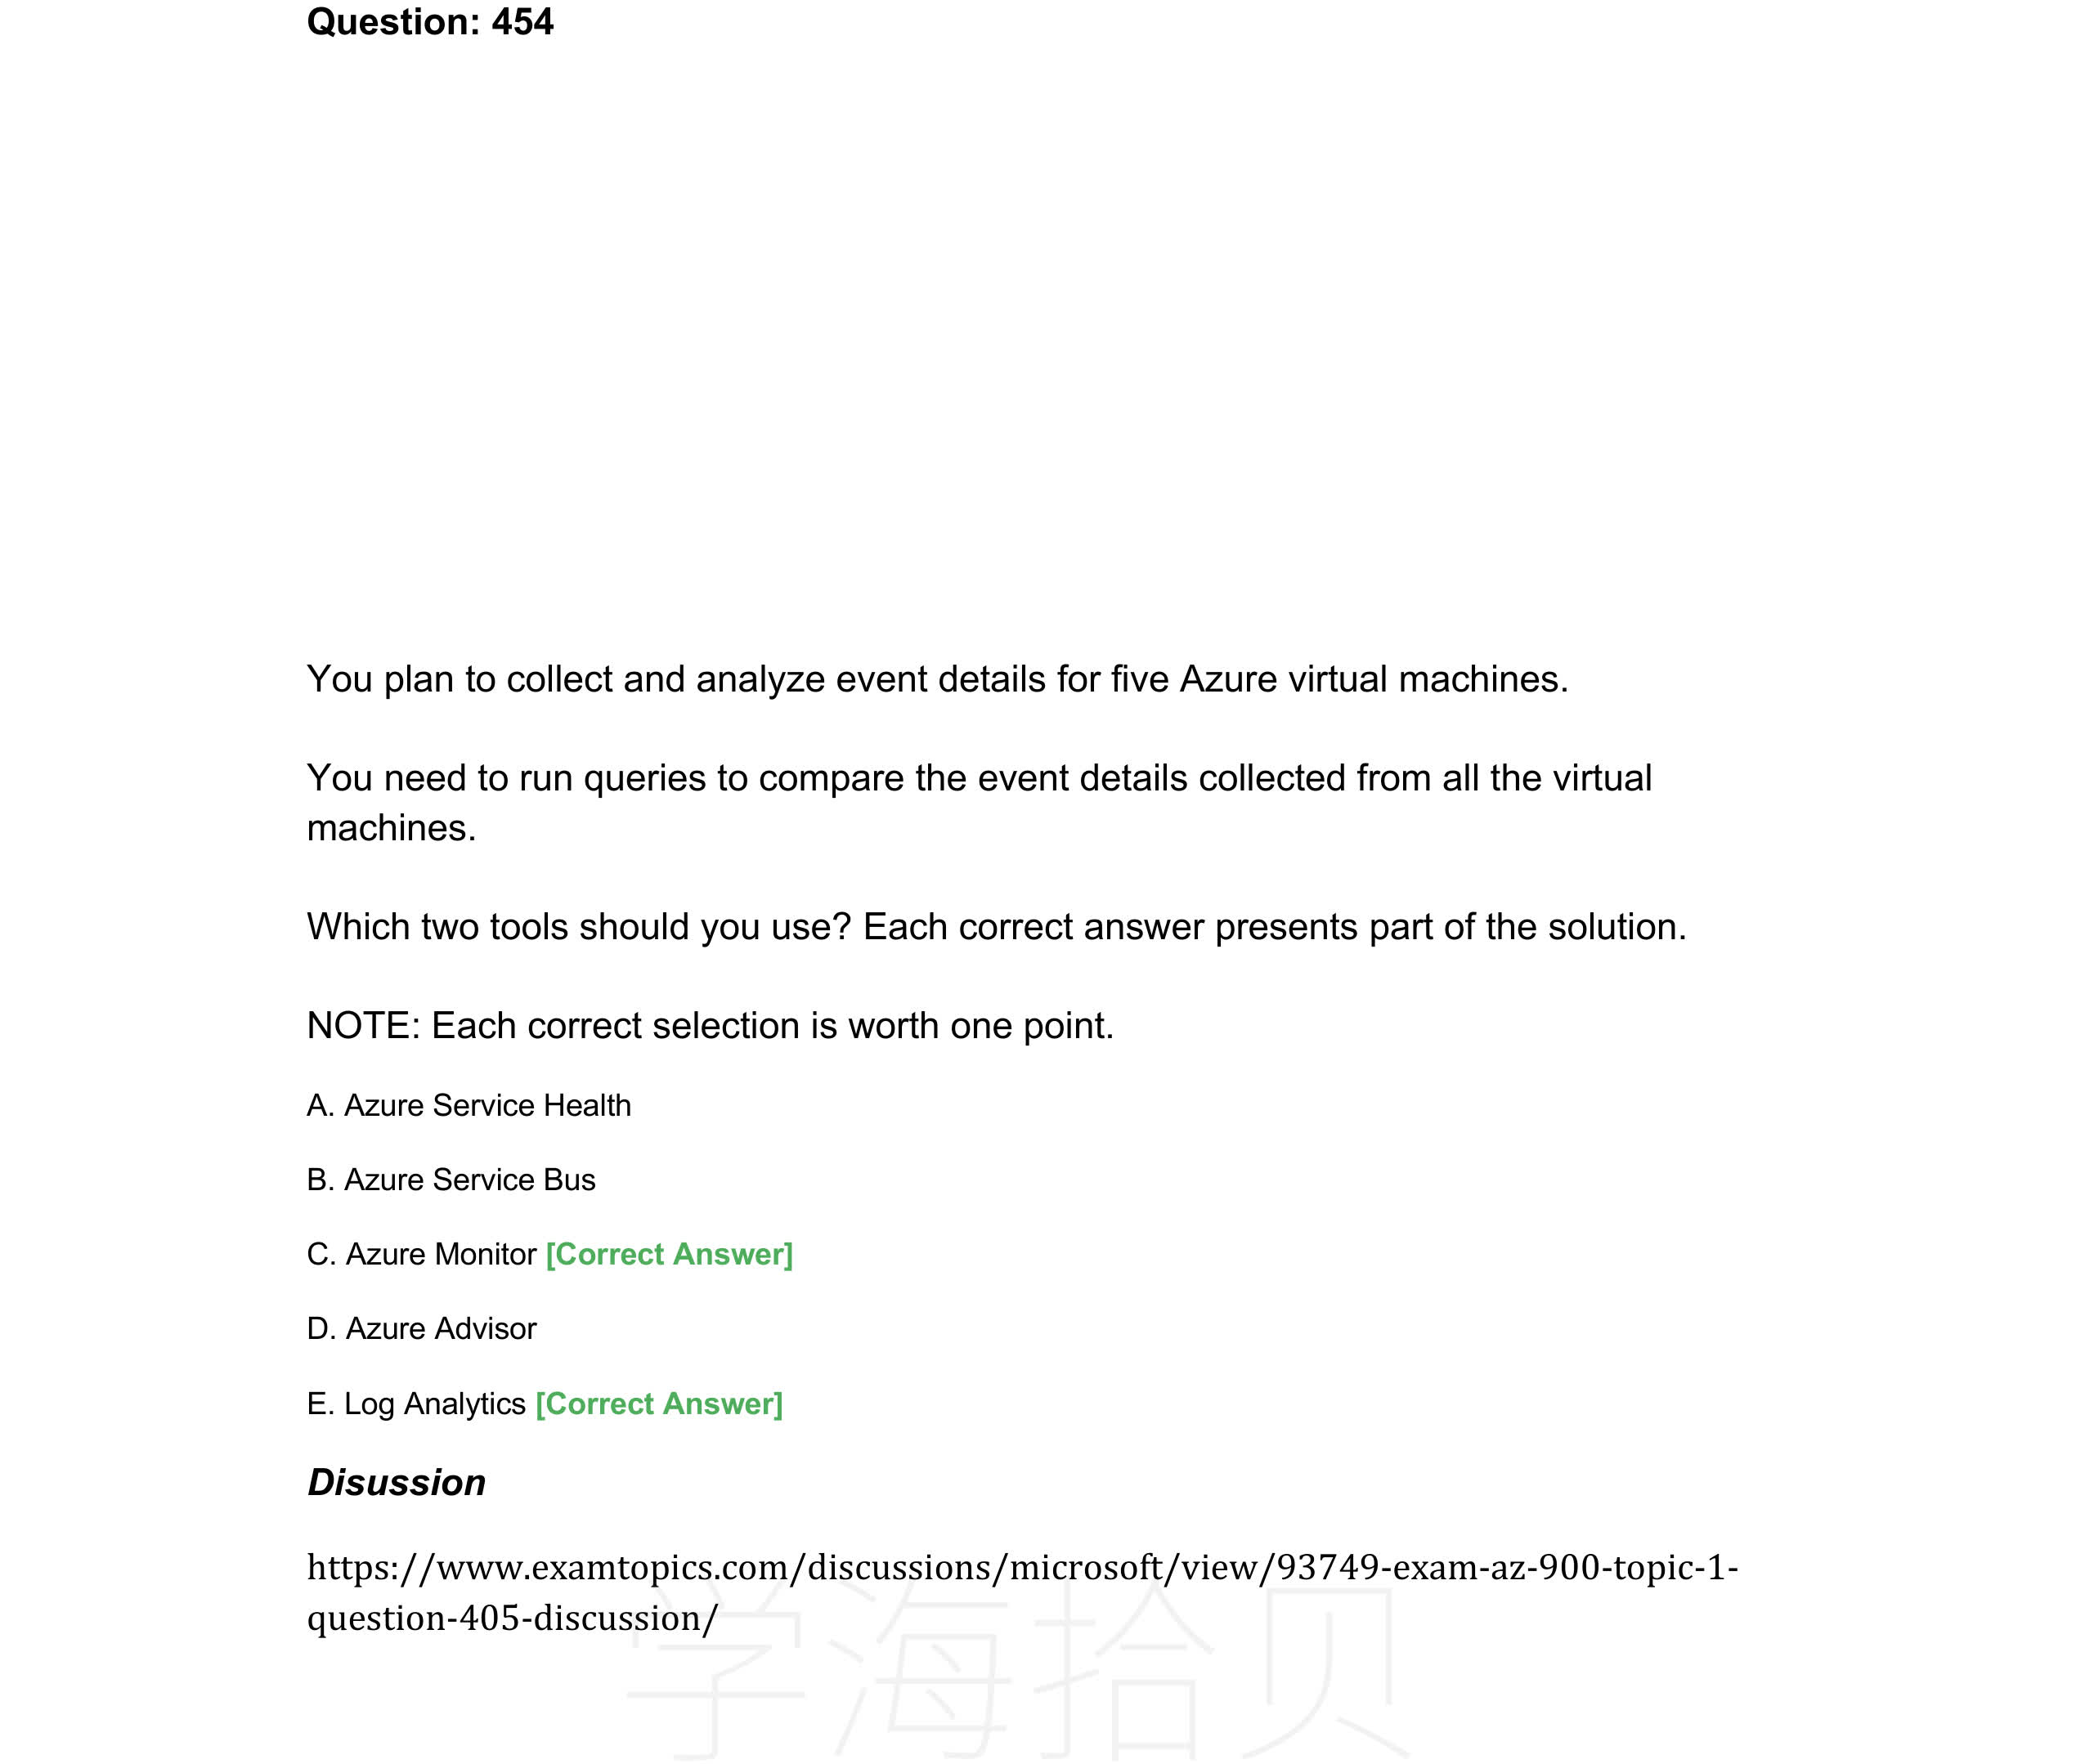 Question: 454
You plan to collect and analyze event details for five Azure virtual machines.
You need to run queries to compare the event details collected from all the virtual
machines.
Which two tools should you use? Each correct answer presents part of the solution.
NOTE: Each correct selection is worth one point.
A. Azure Service Health
B. Azure Service Bus
C. Azure Monitor [Correct Answer]
D. Azure Advisor
E. Log Analytics [Correct Answer]
Disussion
https://www.examtopics.com/discussions/microsoft/view/93749-exam-az-900-topic-1-
question-405-discussion/
学海拾贝